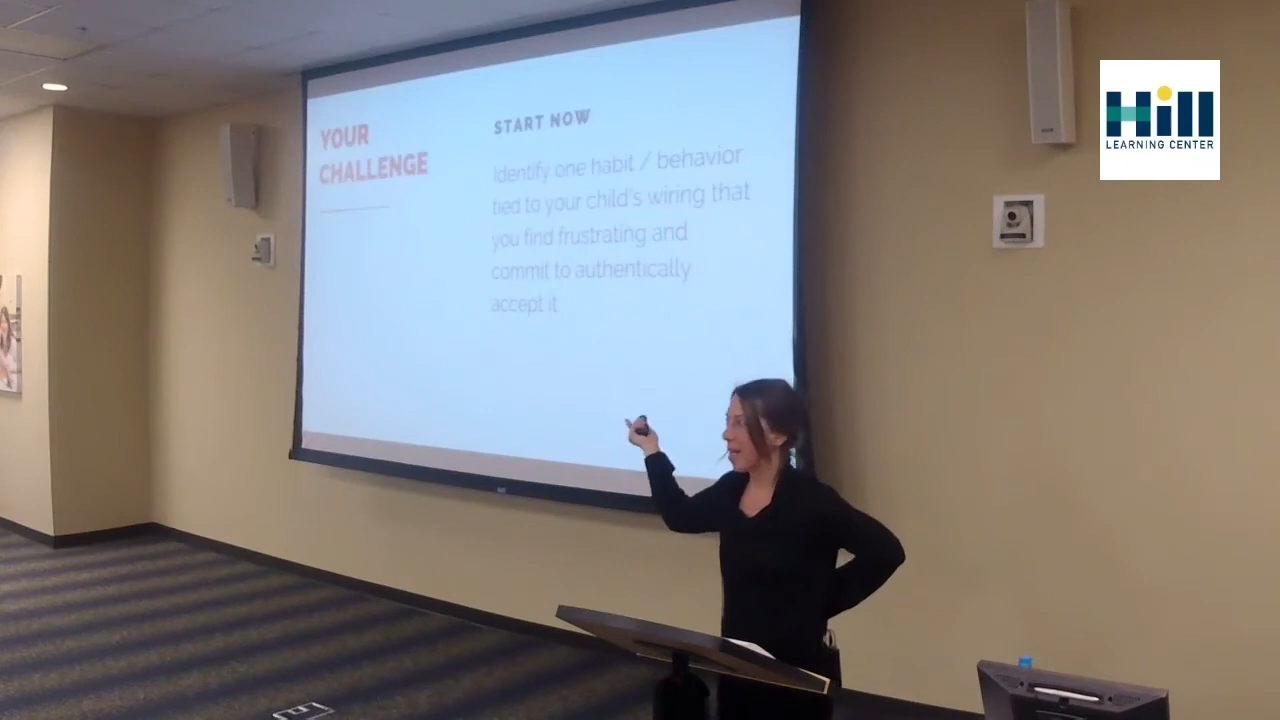 YOUR
CHALLENGE
START NOW
Identify one habit / behavior
tied to your child's wiring that
you find frustrating and
commit to authentically
accept it
Hill
LEARNING CENTER